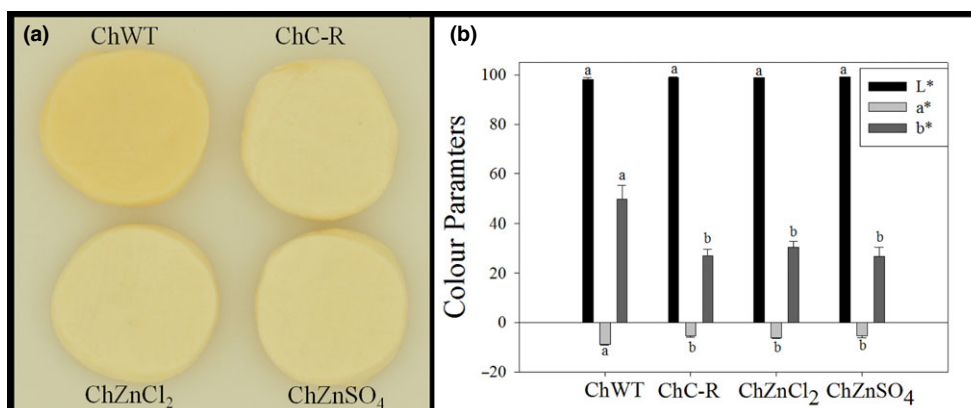 (a)
ChWT ChC-R
ChZnCl₂ ChZnSO₄
(b)
Colour Paramters
100
80
60
40
20
0
−20
a a a a
L*
a*
b*
a b b b
a b b b
ChWT ChC-R ChZnCl₂ ChZnSO₄